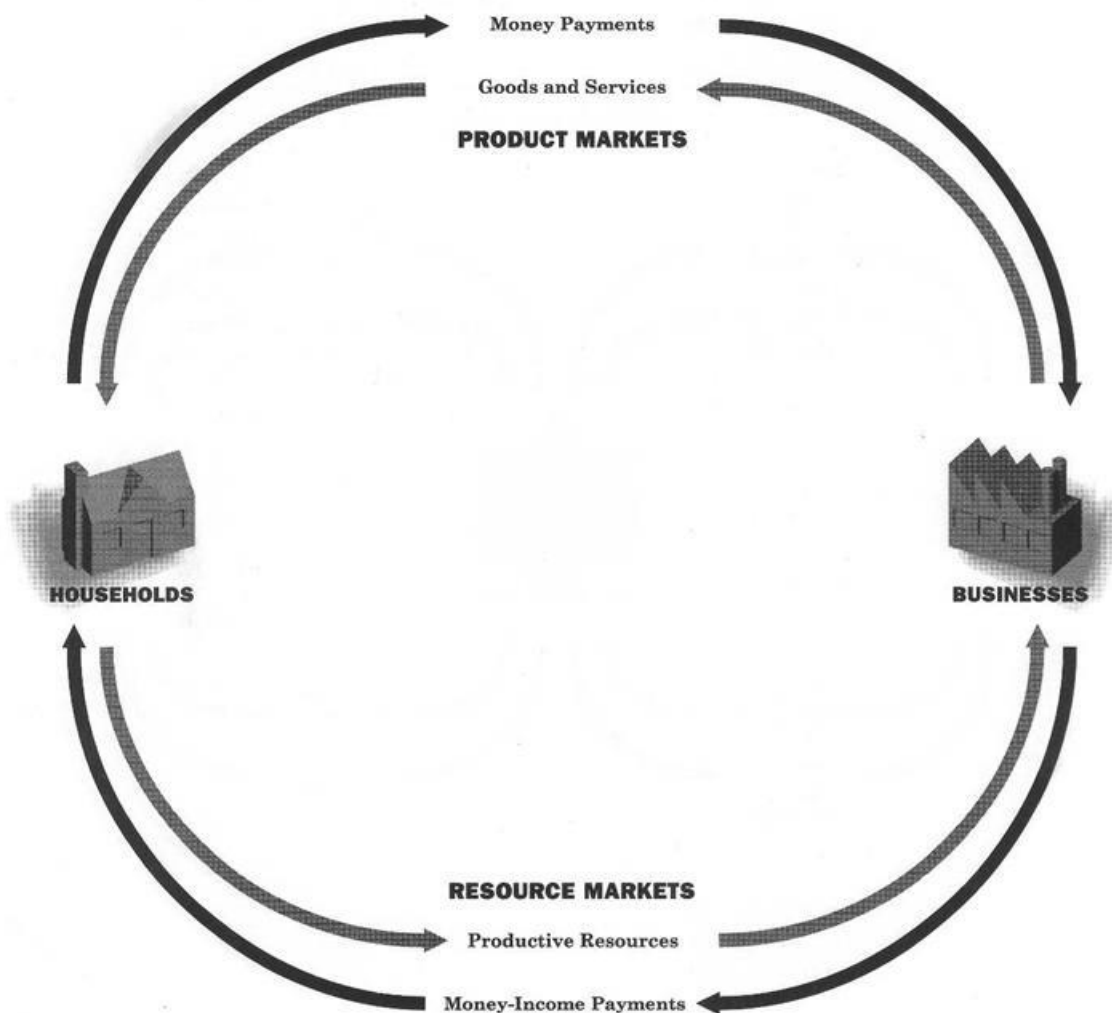 Money Payments
Goods and Services
PRODUCT MARKETS
HOUSEHOLDS
BUSINESSES
RESOURCE MARKETS
Productive Resources
Money-Income Payments